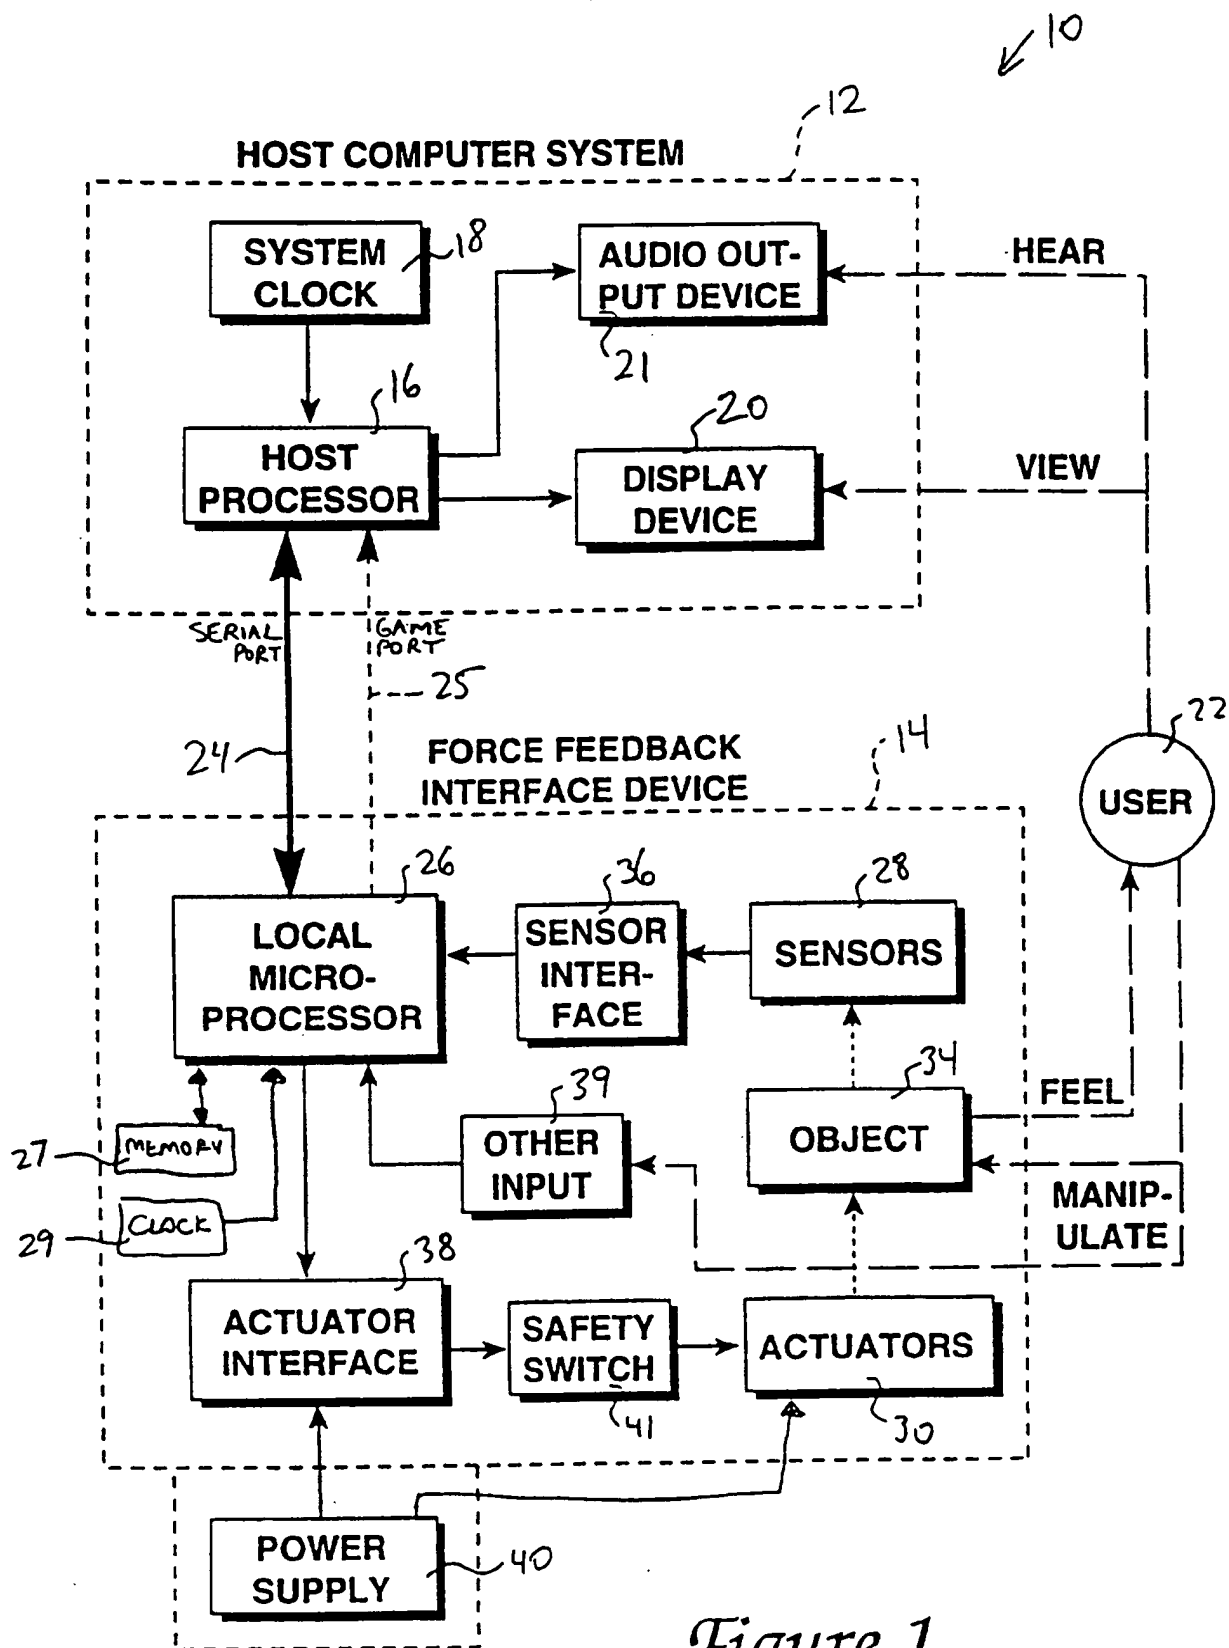 10
12
HOST COMPUTER SYSTEM
SYSTEM
CLOCK
18
AUDIO OUT-
PUT DEVICE
21
HEAR
16
HOST
PROCESSOR
20
DISPLAY
DEVICE
VIEW
SERIAL
PORT
GAME
PORT
25
24
22
USER
FORCE FEEDBACK
INTERFACE DEVICE
14
26
LOCAL
MICRO-
PROCESSOR
36
SENSOR
INTER-
FACE
28
SENSORS
34
OBJECT
FEEL
MANIP-
ULATE
39
OTHER
INPUT
27
MEMORY
29
CLOCK
38
ACTUATOR
INTERFACE
SAFETY
SWITCH
41
ACTUATORS
30
POWER
SUPPLY
40
Figure 1